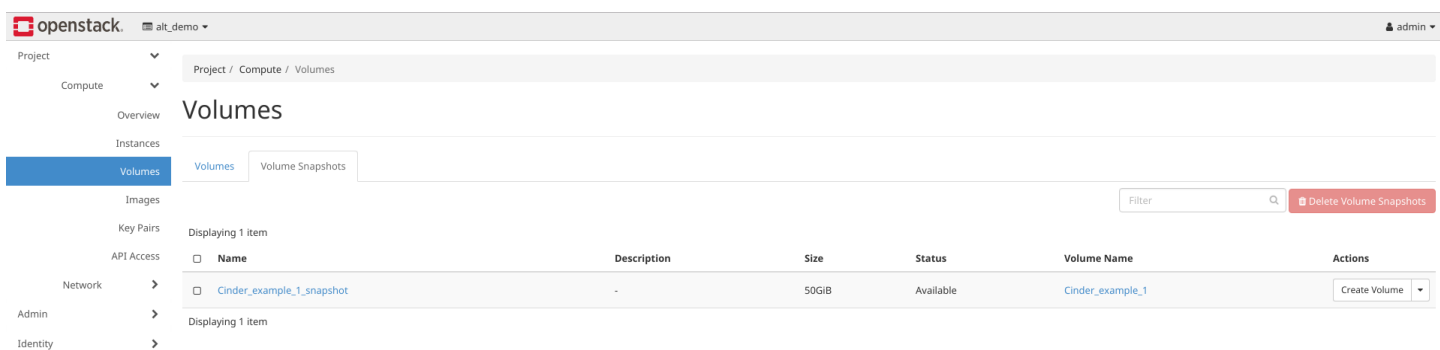 openstack. alt_demo admin
Project
Compute
Overview
Instances
Volumes
Images
Key Pairs
API Access
Network
Admin
Identity
Project / Compute / Volumes
Volumes
Volumes Volume Snapshots
Filter Delete Volume Snapshots
Displaying 1 item
Name Description Size Status Volume Name Actions
Cinder_example_1_snapshot - 50GiB Available Cinder_example_1 Create Volume
Displaying 1 item